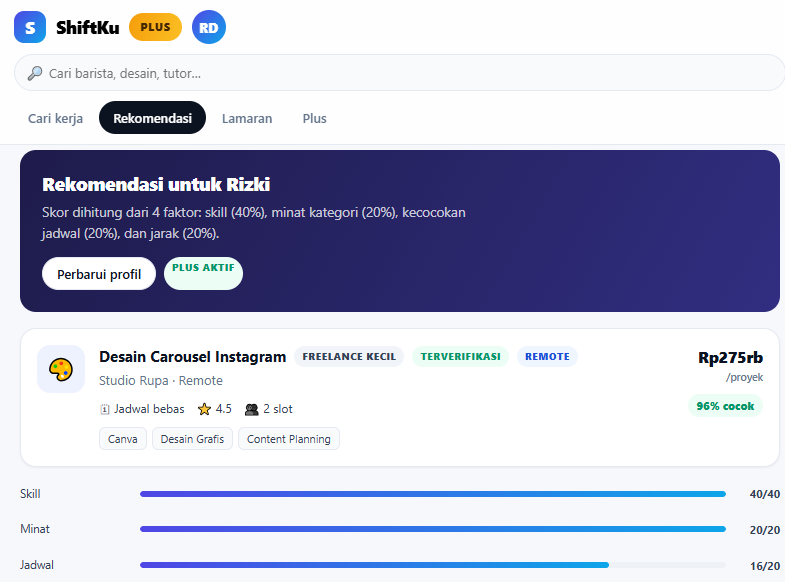 S ShiftKu PLUS RD
Cari barista, desain, tutor...
Cari kerja Rekomendasi Lamaran Plus
Rekomendasi untuk Rizki
Skor dihitung dari 4 faktor: skill (40%), minat kategori (20%), kecocokan
jadwal (20%), dan jarak (20%).
Perbarui profil PLUS AKTIF
Desain Carousel Instagram FREELANCE KECIL TERVERIFIKASI REMOTE Rp275rb
Studio Rupa · Remote /proyek
Jadwal bebas 4.5 2 slot 96% cocok
Canva Desain Grafis Content Planning
Skill 40/40
Minat 20/20
Jadwal 16/20